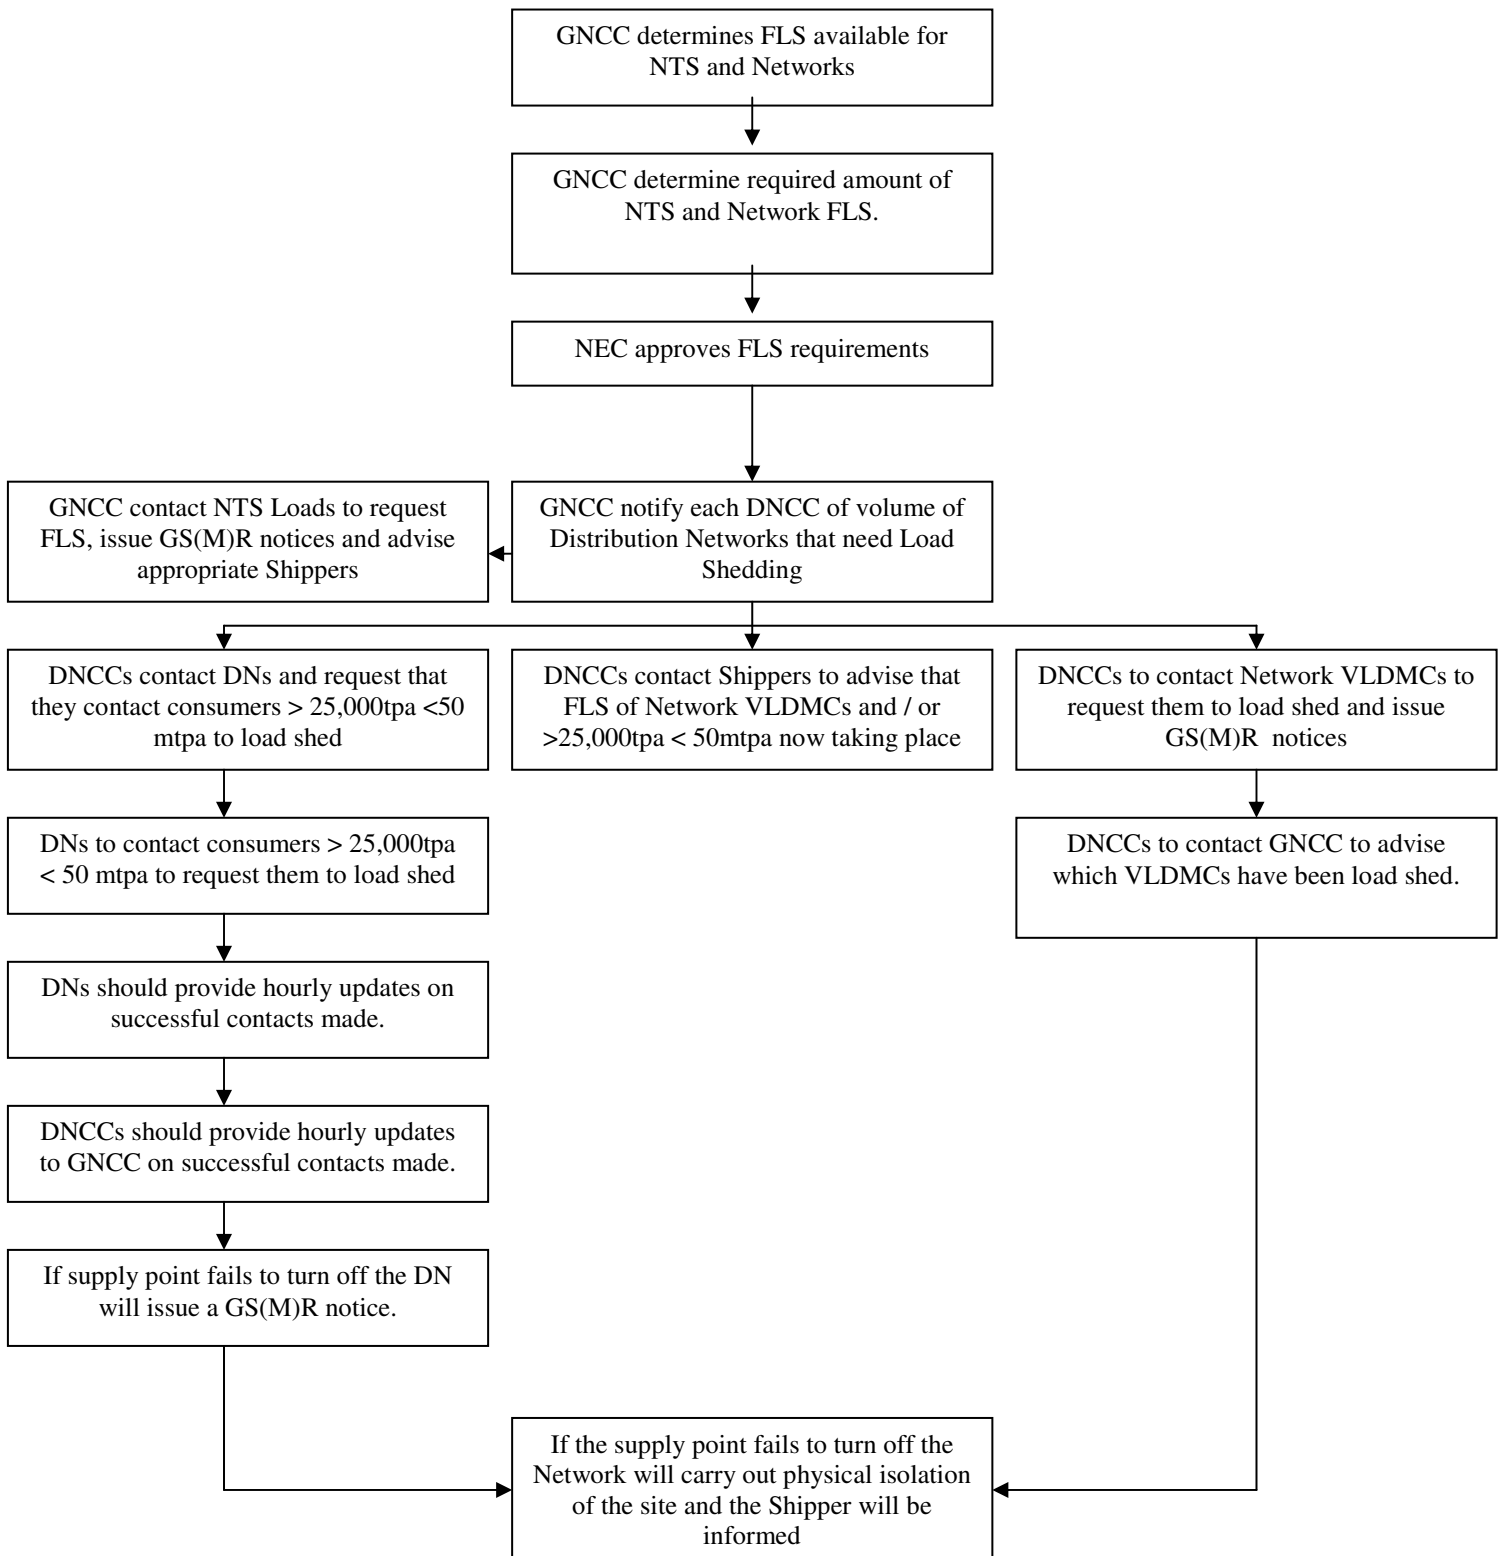 GNCC determines FLS available for
NTS and Networks
GNCC determine required amount of
NTS and Network FLS.
NEC approves FLS requirements
GNCC contact NTS Loads to request
FLS, issue GS(M)R notices and advise
appropriate Shippers
GNCC notify each DNCC of volume of
Distribution Networks that need Load
Shedding
DNCCs contact DNs and request that
they contact consumers > 25,000tpa <50
mtpa to load shed
DNCCs contact Shippers to advise that
FLS of Network VLDMCs and / or
>25,000tpa < 50mtpa now taking place
DNCCs to contact Network VLDMCs to
request them to load shed and issue
GS(M)R notices
DNs to contact consumers > 25,000tpa
< 50 mtpa to request them to load shed
DNCCs to contact GNCC to advise
which VLDMCs have been load shed.
DNs should provide hourly updates on
successful contacts made.
DNCCs should provide hourly updates
to GNCC on successful contacts made.
If supply point fails to turn off the DN
will issue a GS(M)R notice.
If the supply point fails to turn off the
Network will carry out physical isolation
of the site and the Shipper will be
informed